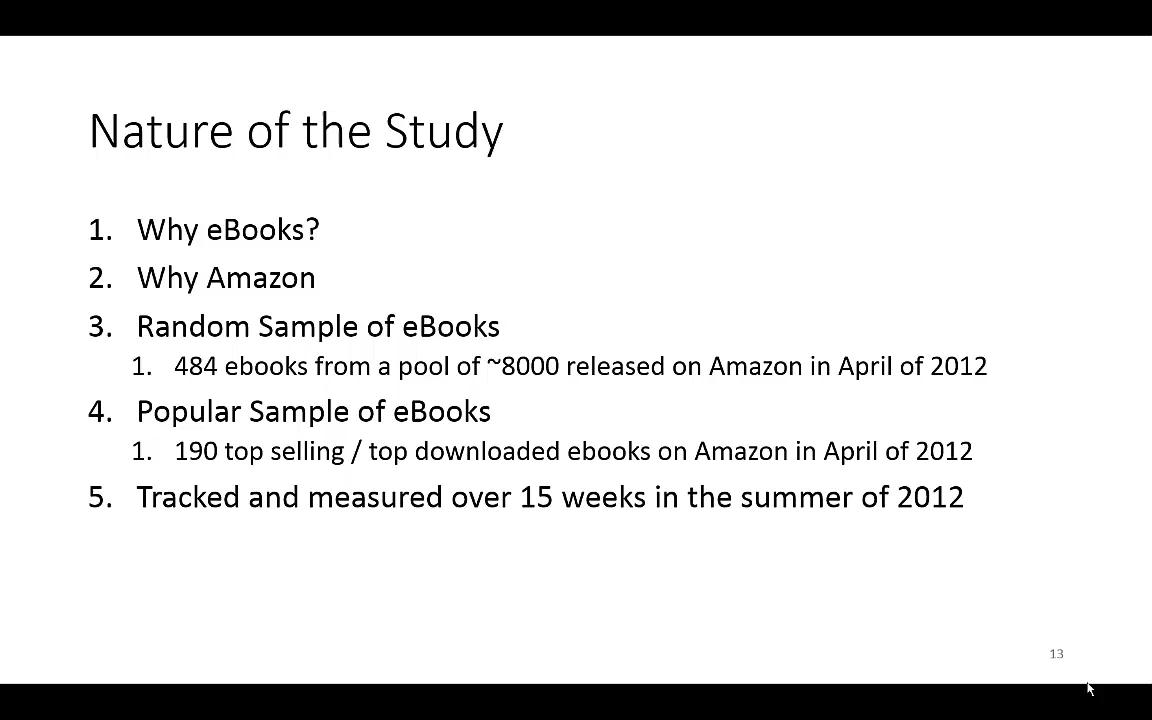 Nature of the Study
1. Why eBooks?
2. Why Amazon
3. Random Sample of eBooks
1. 484 ebooks from a pool of ~8000 released on Amazon in April of 2012
4. Popular Sample of eBooks
1. 190 top selling / top downloaded ebooks on Amazon in April of 2012
5. Tracked and measured over 15 weeks in the summer of 2012
13